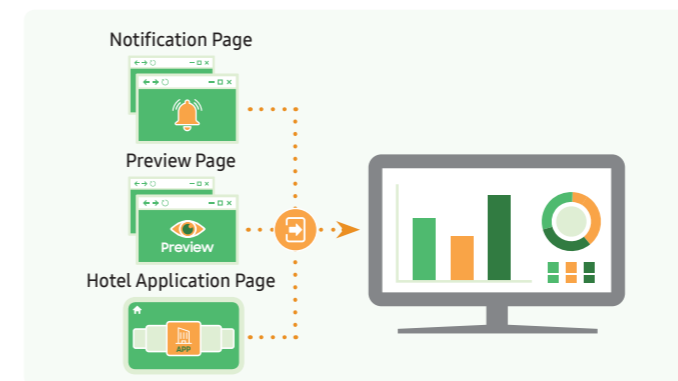 Notification Page
Preview Page
Preview
Hotel Application Page
APP